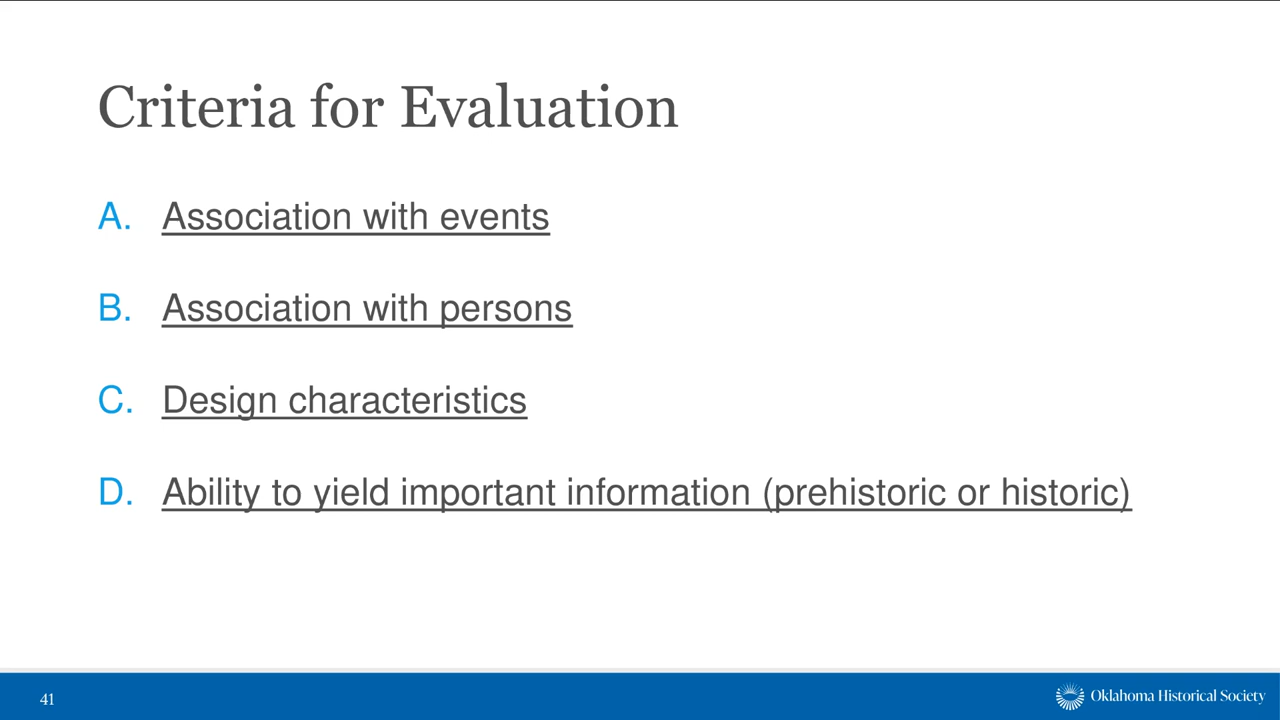 Criteria for Evaluation
A. Association with events
B. Association with persons
C. Design characteristics
D. Ability to yield important information (prehistoric or historic)
41
Oklahoma Historical Society